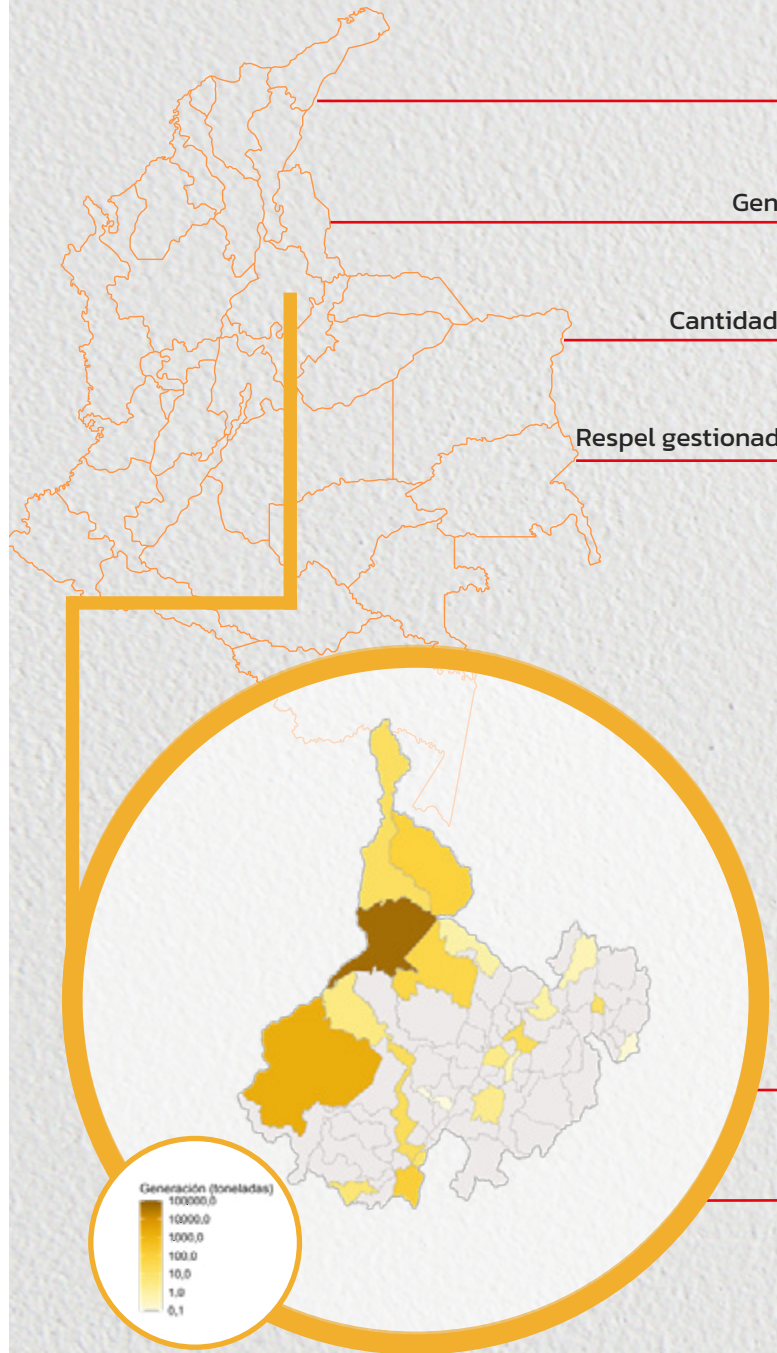 Gen
Cantidad
Respel gestionad
Generación (toneladas)
100000,0
10000,0
1000,0
100,0
10,0
1,0
0,1